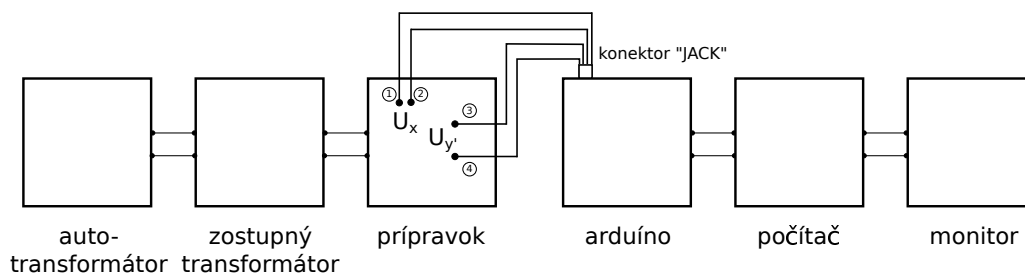 konektor "JACK"
① ②
U_x
③
U_y'
④
auto-
transformátor
zostupný
transformátor
prípravok
arduíno
počítač
monitor